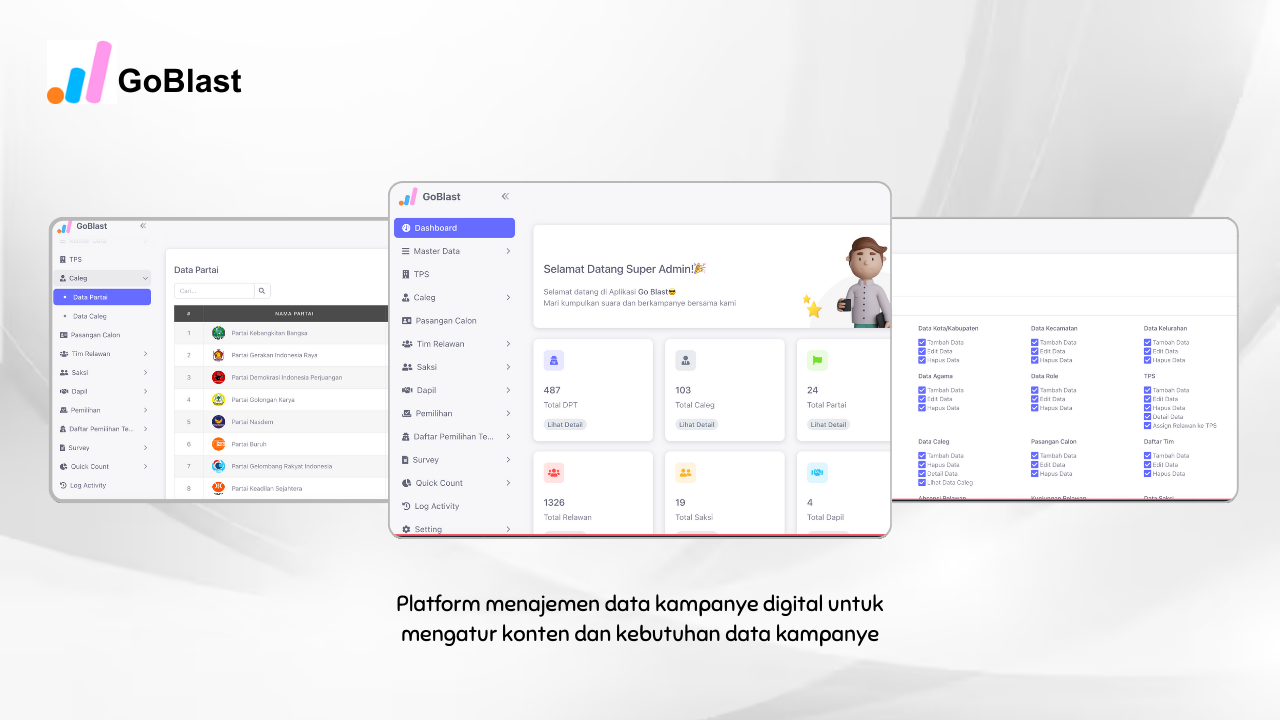 GoBlast
GoBlast
TPS
Caleg
Data Partai
Data Caleg
Pasangan Calon
Tim Relawan
Saksi
Dapil
Pemilihan
Daftar Pemilihan Te...
Survey
Quick Count
Log Activity
Data Partai
Cari...
# NAMA PARTAI
1 Partai Kebangkitan Bangsa
2 Partai Gerakan Indonesia Raya
3 Partai Demokrasi Indonesia Perjuangan
4 Partai Golongan Karya
5 Partai Nasdem
6 Partai Buruh
7 Partai Gelombang Rakyat Indonesia
8 Partai Keadilan Sejahtera
GoBlast
Dashboard
Master Data
TPS
Caleg
Pasangan Calon
Tim Relawan
Saksi
Dapil
Pemilihan
Daftar Pemilihan Te...
Survey
Quick Count
Log Activity
Setting
Selamat Datang Super Admin!🎉
Selamat datang di Aplikasi Go Blast😎
Mari kumpulkan suara dan berkampanye bersama kami
487
Total DPT
Lihat Detail
103
Total Caleg
Lihat Detail
24
Total Partai
Lihat Detail
1326
Total Relawan
19
Total Saksi
4
Total Dapil
Data Kota/Kabupaten
Tambah Data
Edit Data
Hapus Data
Data Kecamatan
Tambah Data
Edit Data
Hapus Data
Data Kelurahan
Tambah Data
Edit Data
Hapus Data
Data Agama
Tambah Data
Edit Data
Hapus Data
Data Role
Tambah Data
Edit Data
Hapus Data
TPS
Tambah Data
Edit Data
Hapus Data
Detail Data
Assign Relawan ke TPS
Data Caleg
Tambah Data
Hapus Data
Detail Data
Lihat Data Caleg
Pasangan Calon
Tambah Data
Edit Data
Hapus Data
Daftar Tim
Tambah Data
Edit Data
Hapus Data
Absensi Relawan
Kunjungan Relawan
Data Saksi
Platform menajemen data kampanye digital untuk
mengatur konten dan kebutuhan data kampanye